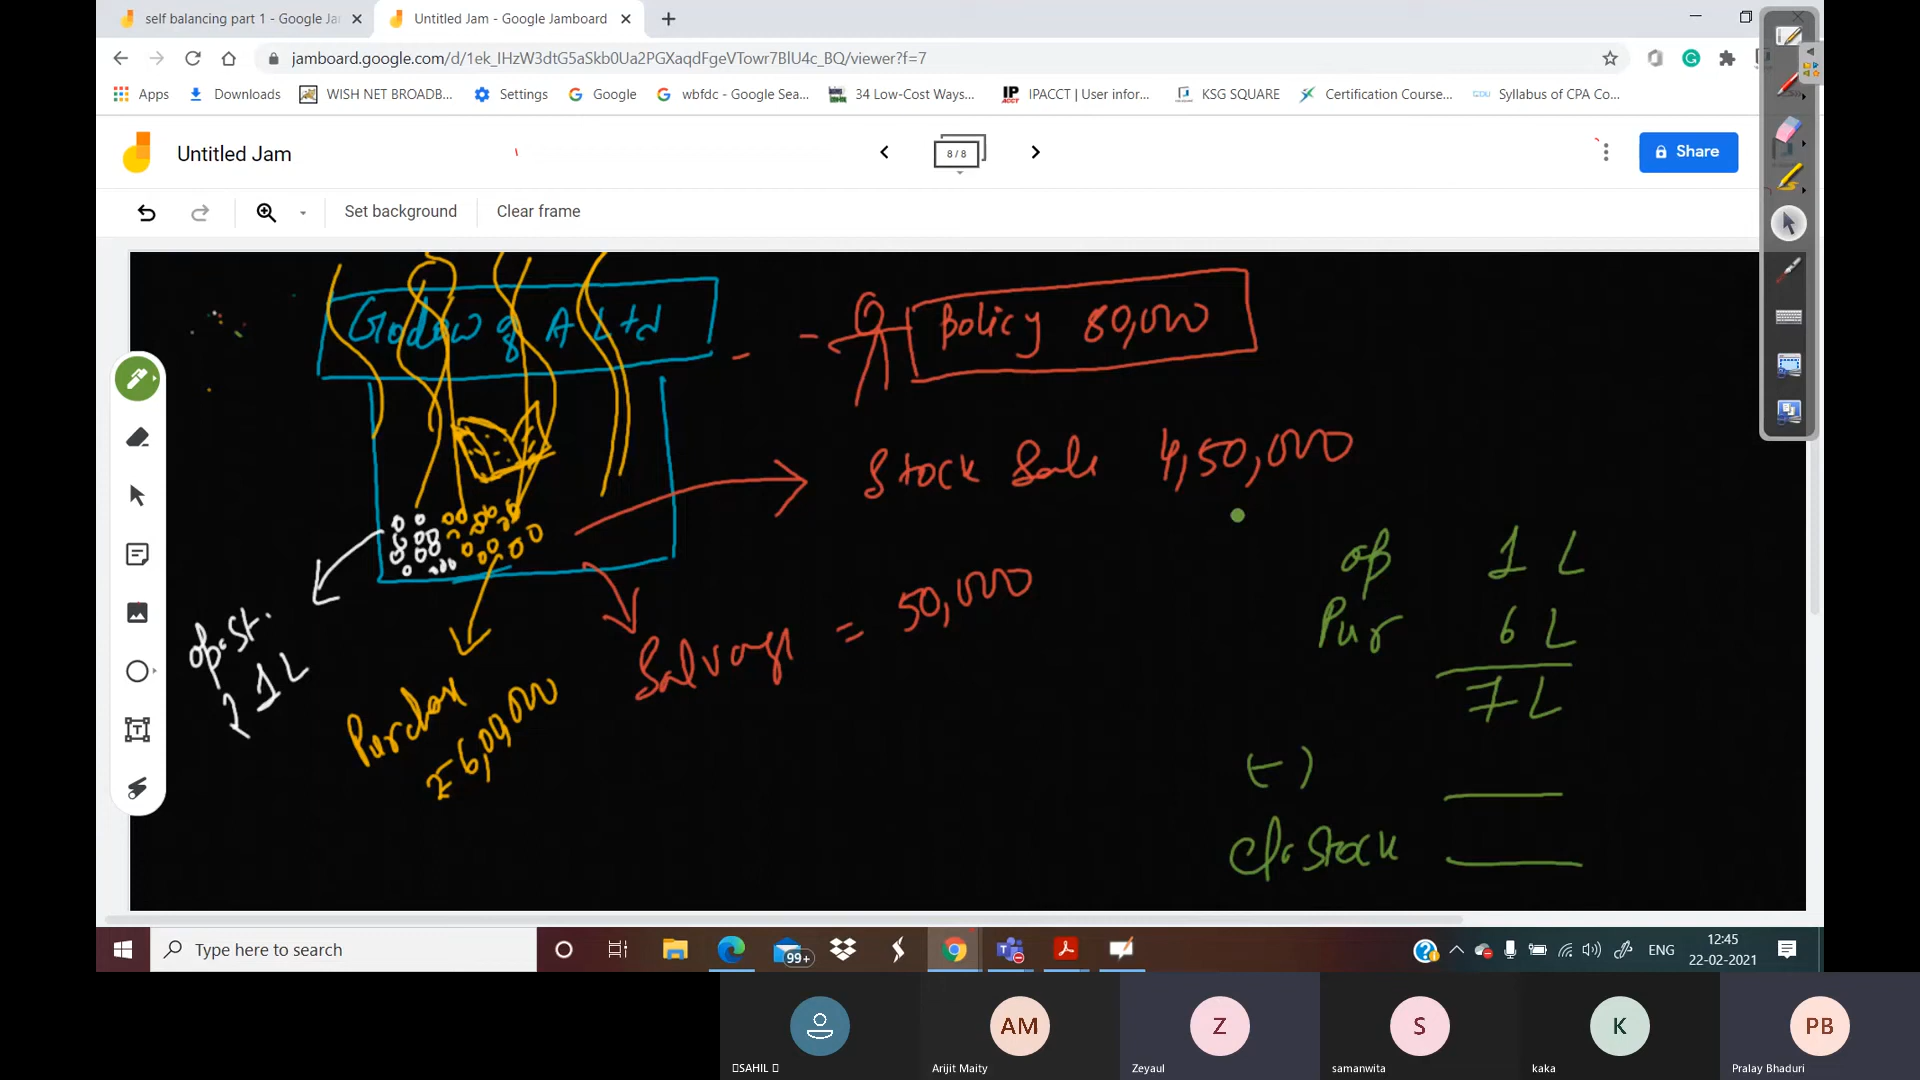 self balancing part 1 - Google Ja
Untitled Jam - Google Jamboard
jamboard.google.com/d/1ek_IHzW3dtG5aSkb0Ua2PGXaqdFgeVTowr7BlU4c_BQ/viewer?f=7
Apps
Downloads
WISH NET BROADB...
Settings
Google
wbfdc - Google Sea...
34 Low-Cost Ways...
IPACCT | User infor...
KSG SQUARE
Certification Course...
Syllabus of CPA Co...
Untitled Jam
8 / 8
Share
Set background
Clear frame
Godow of A Ltd
Policy 80,000
Stock Sale 4,50,000
op 1 L
Pur 6 L
7 L
(-)
Cl. Stock
Salvage = 50,000
op. St.
1 L
Purchase
= 6,00,000
Type here to search
99+
ENG
12:45
22-02-2021
SAHIL
AM
Arijit Maity
Z
Zeyaul
S
samanwita
K
kaka
PB
Pralay Bhaduri